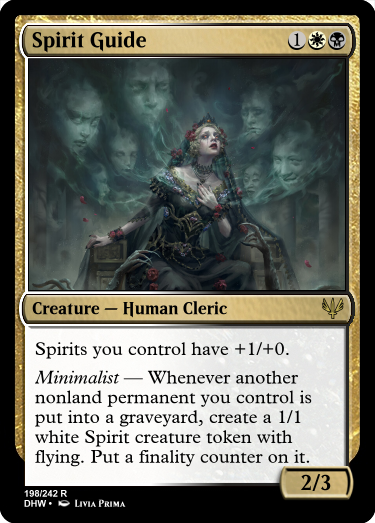 Spirit Guide 1
Creature — Human Cleric
Spirits you control have +1/+0.
Minimalist — Whenever another
nonland permanent you control is
put into a graveyard, create a 1/1
white Spirit creature token with
flying. Put a finality counter on it.
2/3
198/242 R
DHW • Livia Prima